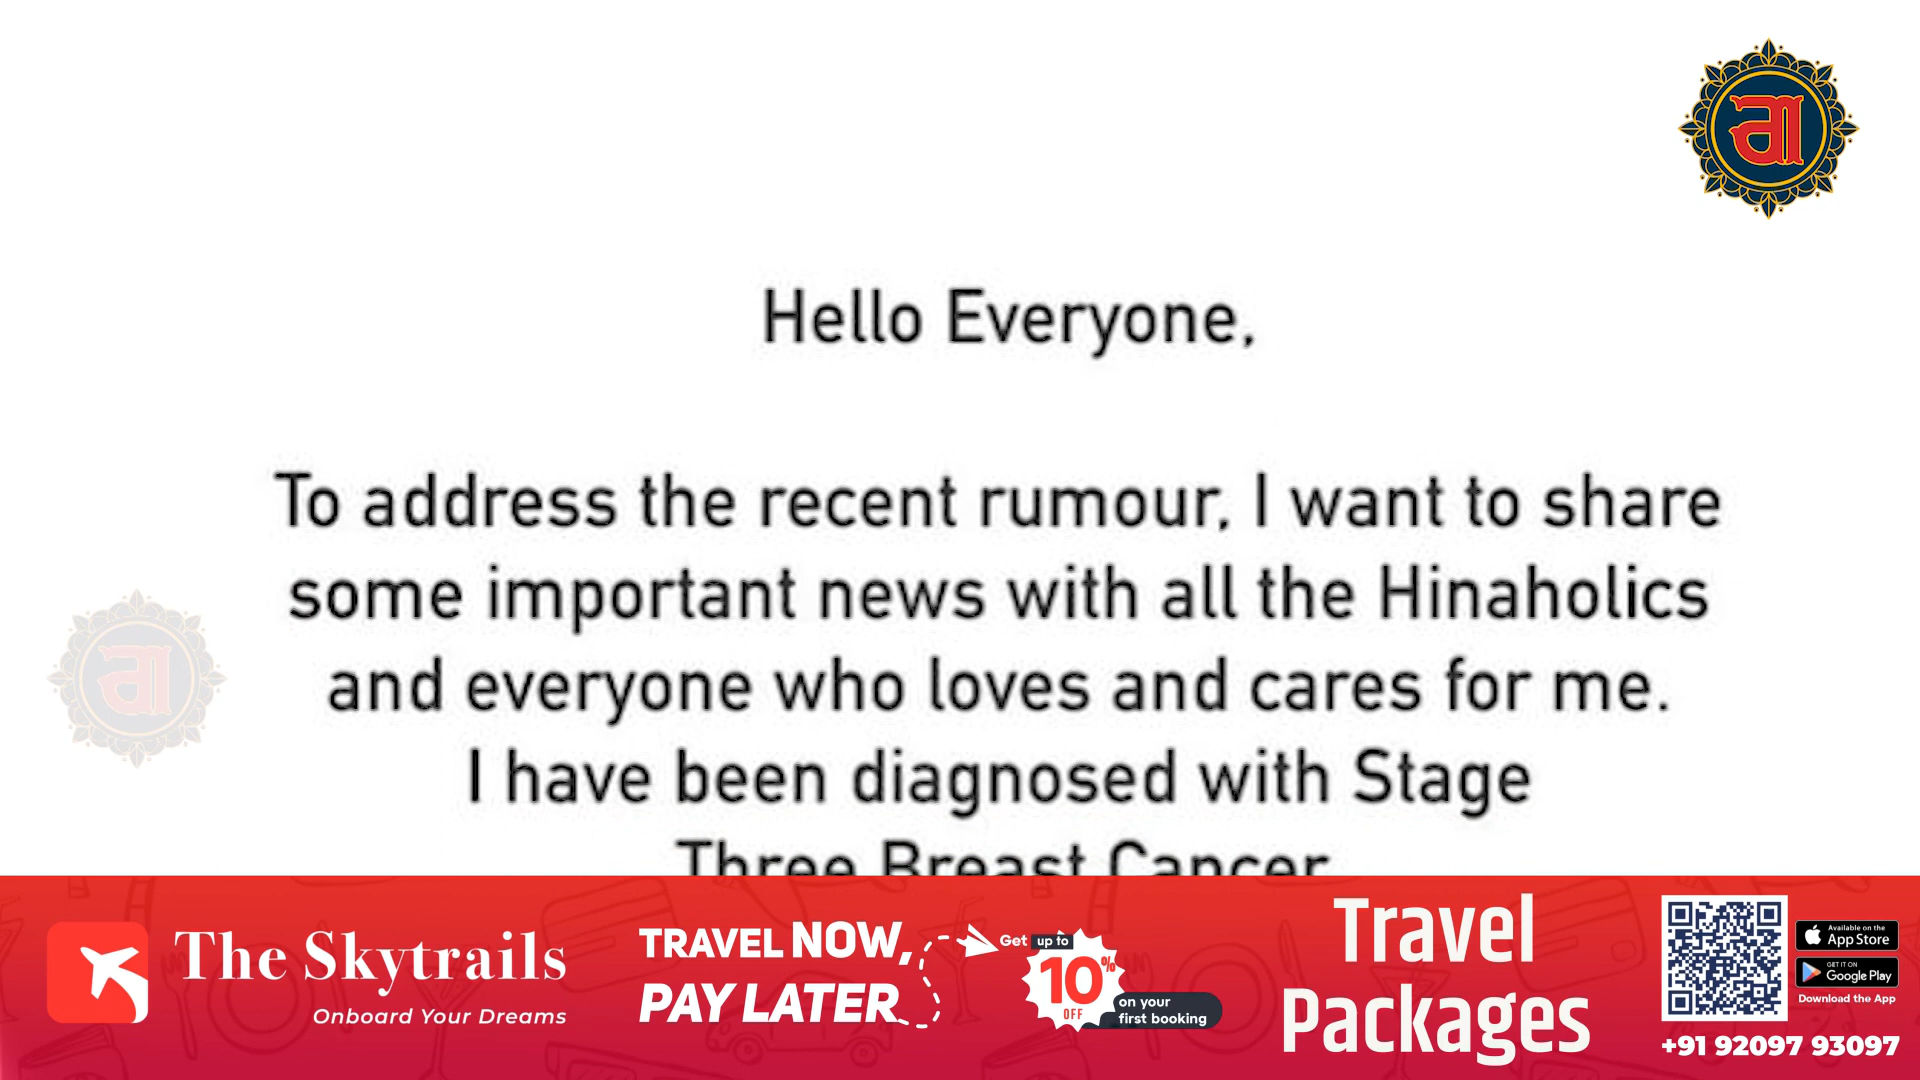 वा
Hello Everyone,
To address the recent rumour, I want to share
some important news with all the Hinaholics
and everyone who loves and cares for me.
I have been diagnosed with Stage
Three Breast Cancer
वा
The Skytrails
Onboard Your Dreams
TRAVEL NOW,
PAY LATER
Get up to
10%
OFF
on your
first booking
Travel
Packages
Available on the
App Store
GET IT ON
Google Play
Download the App
+91 92097 93097